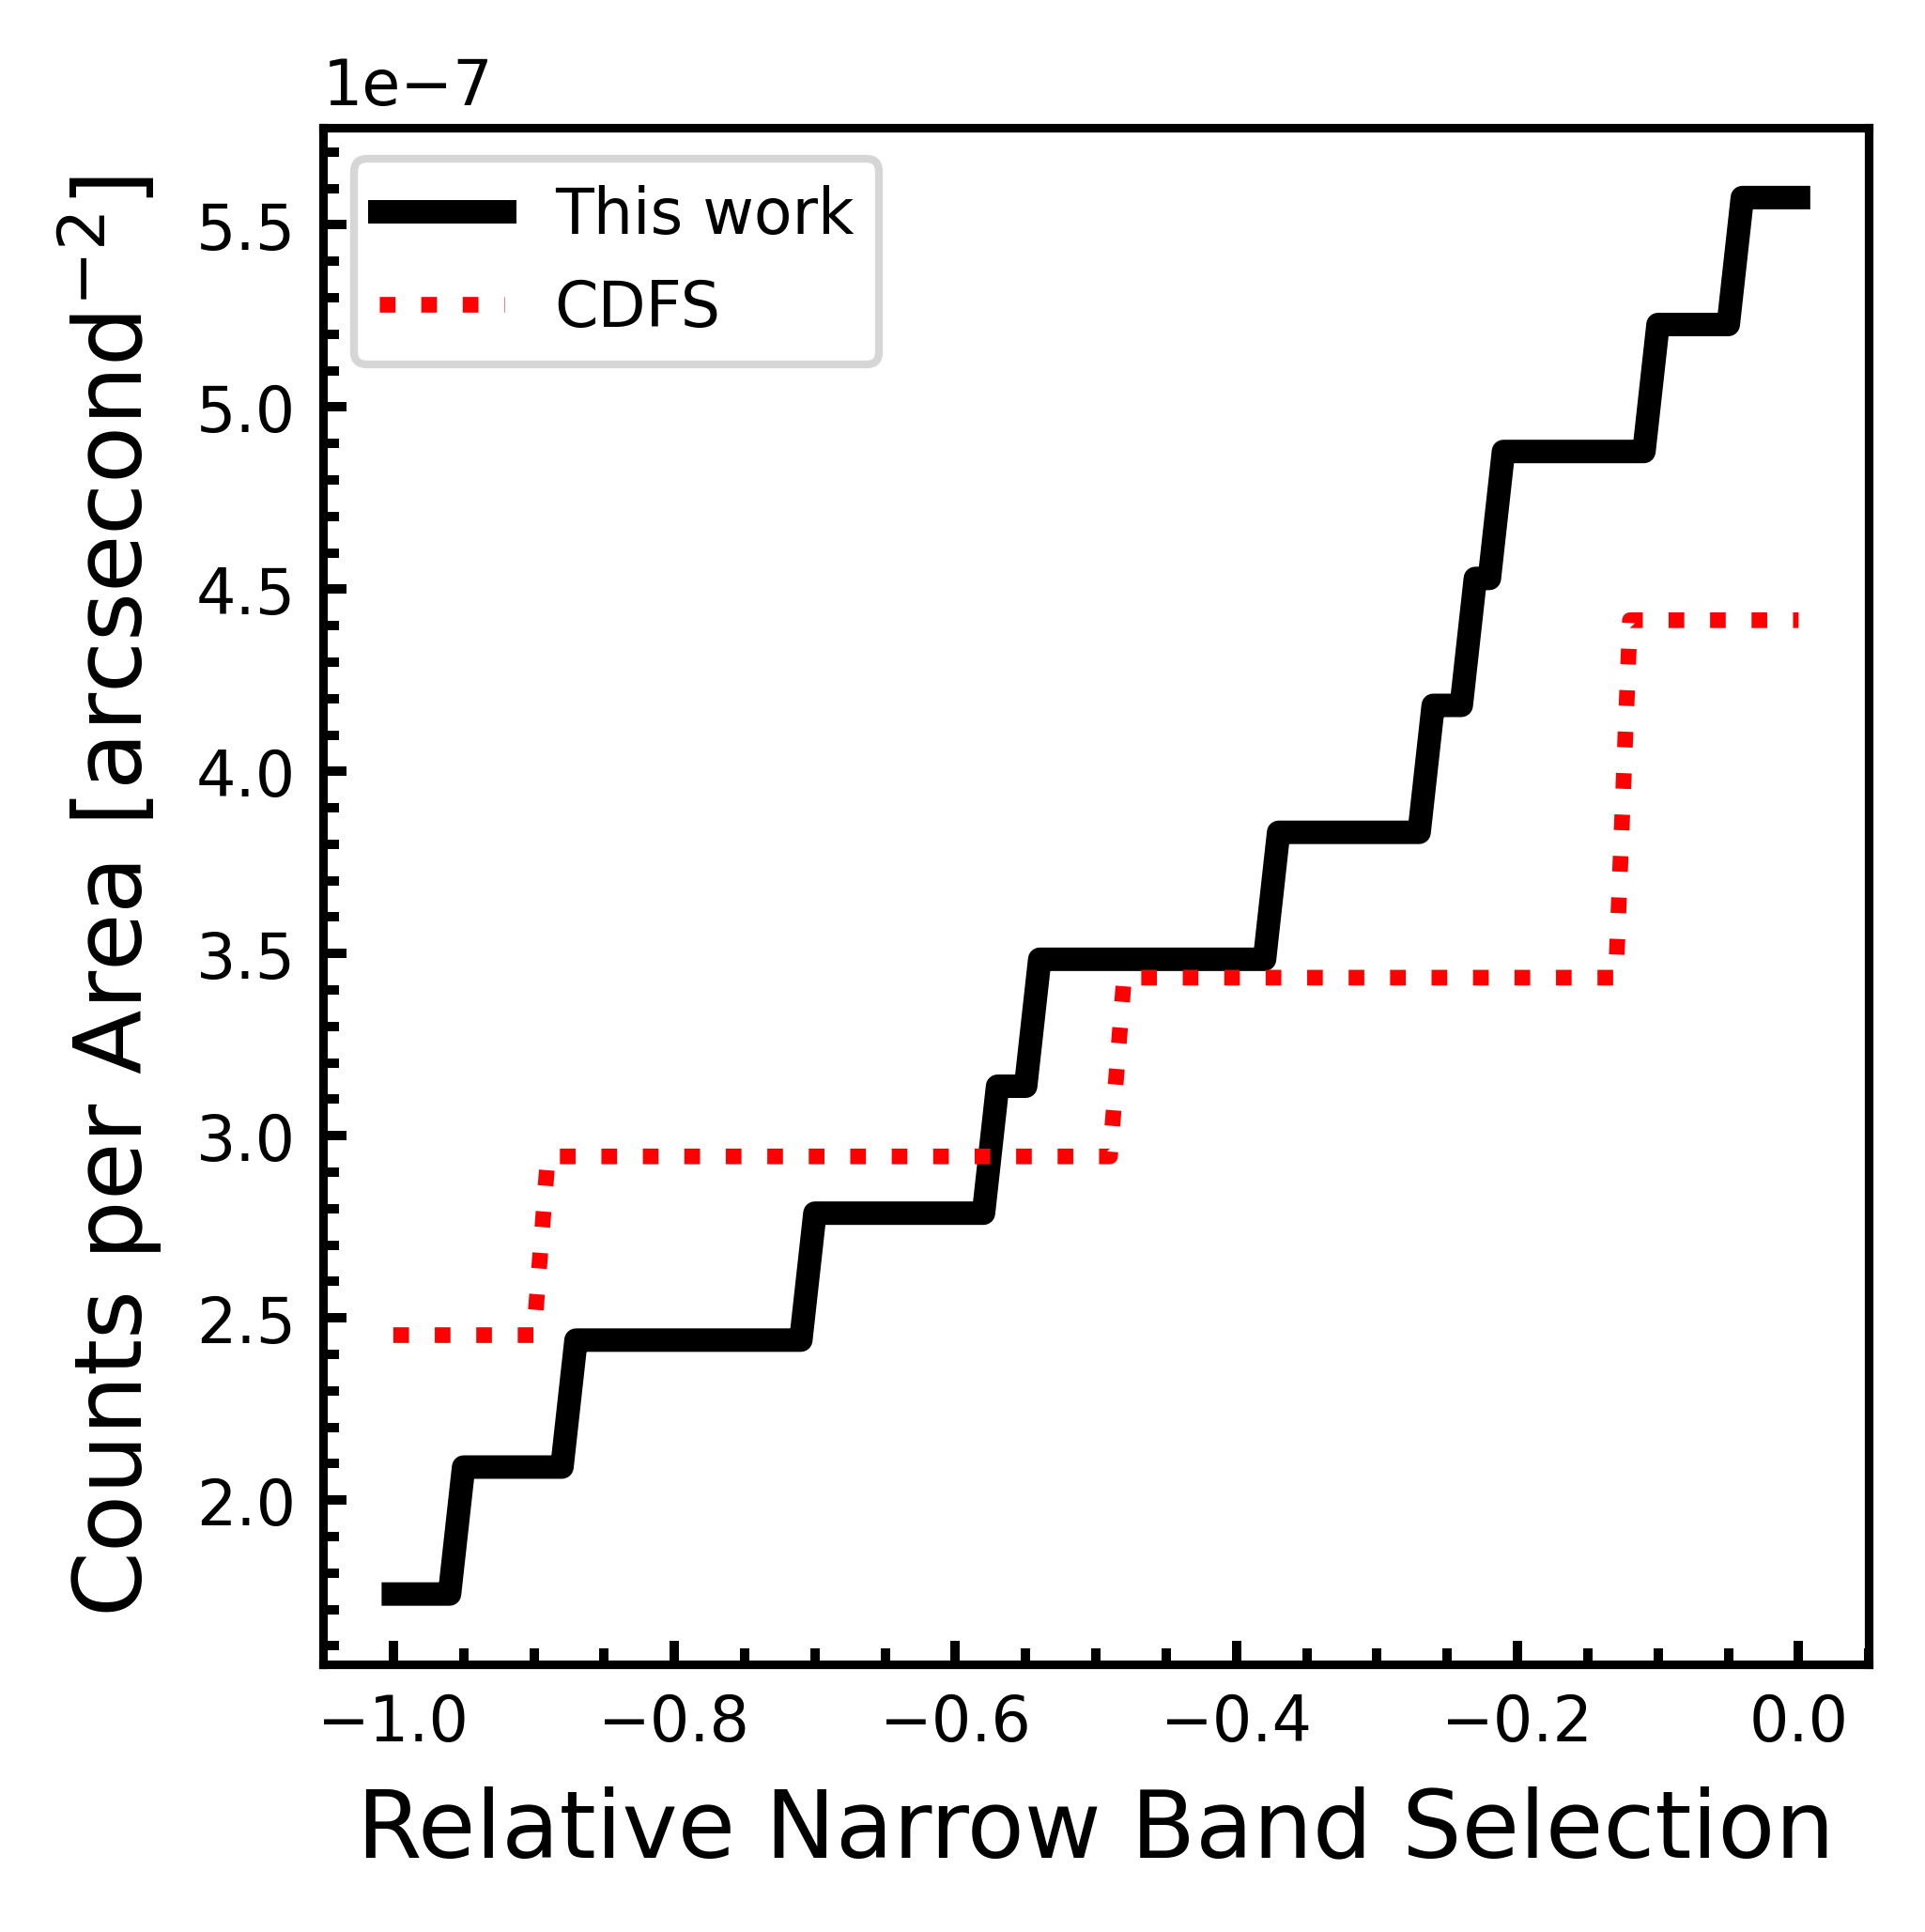 1e−7
This work
CDFS
Counts per Area [arcsecond⁻²]
5.5
5.0
4.5
4.0
3.5
3.0
2.5
2.0
−1.0 −0.8 −0.6 −0.4 −0.2 0.0
Relative Narrow Band Selection